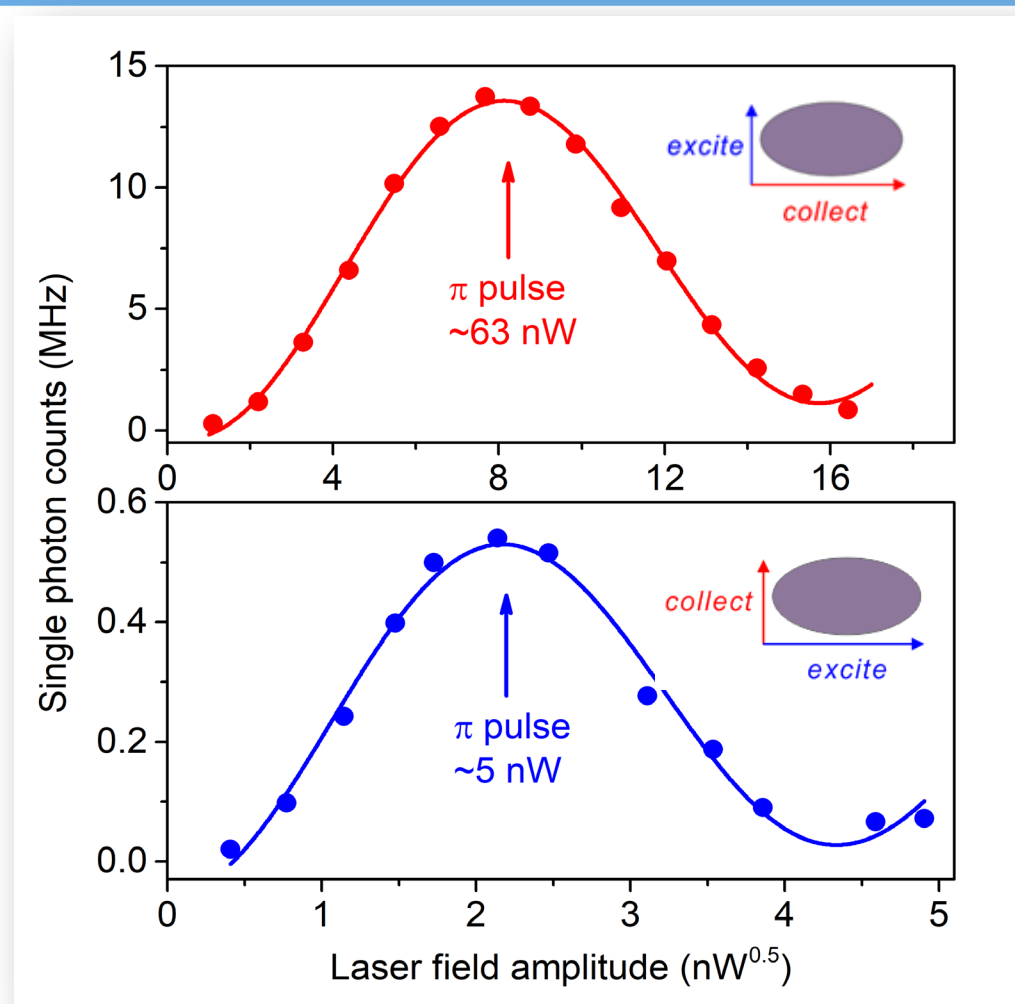 Single photon counts (MHz)
15
10
5
0
excite
collect
π pulse
~63 nW
0 4 8 12 16
0.6
0.4
0.2
0.0
collect
excite
π pulse
~5 nW
0 1 2 3 4 5
Laser field amplitude (nW^0.5)